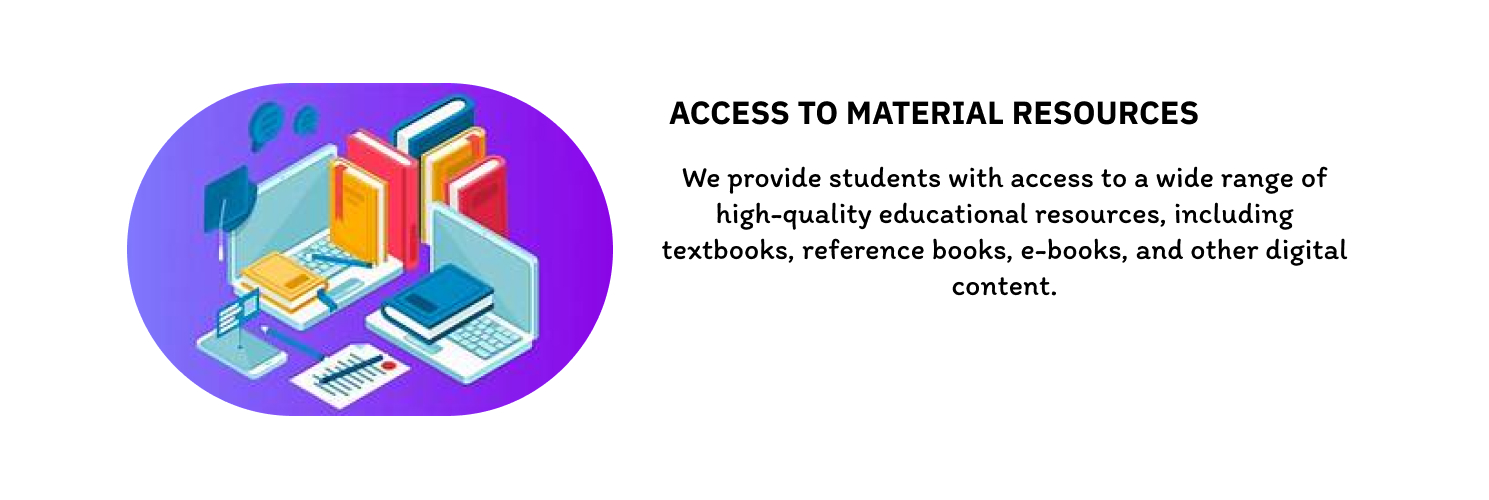 ACCESS TO MATERIAL RESOURCES
We provide students with access to a wide range of
high-quality educational resources, including
textbooks, reference books, e-books, and other digital
content.